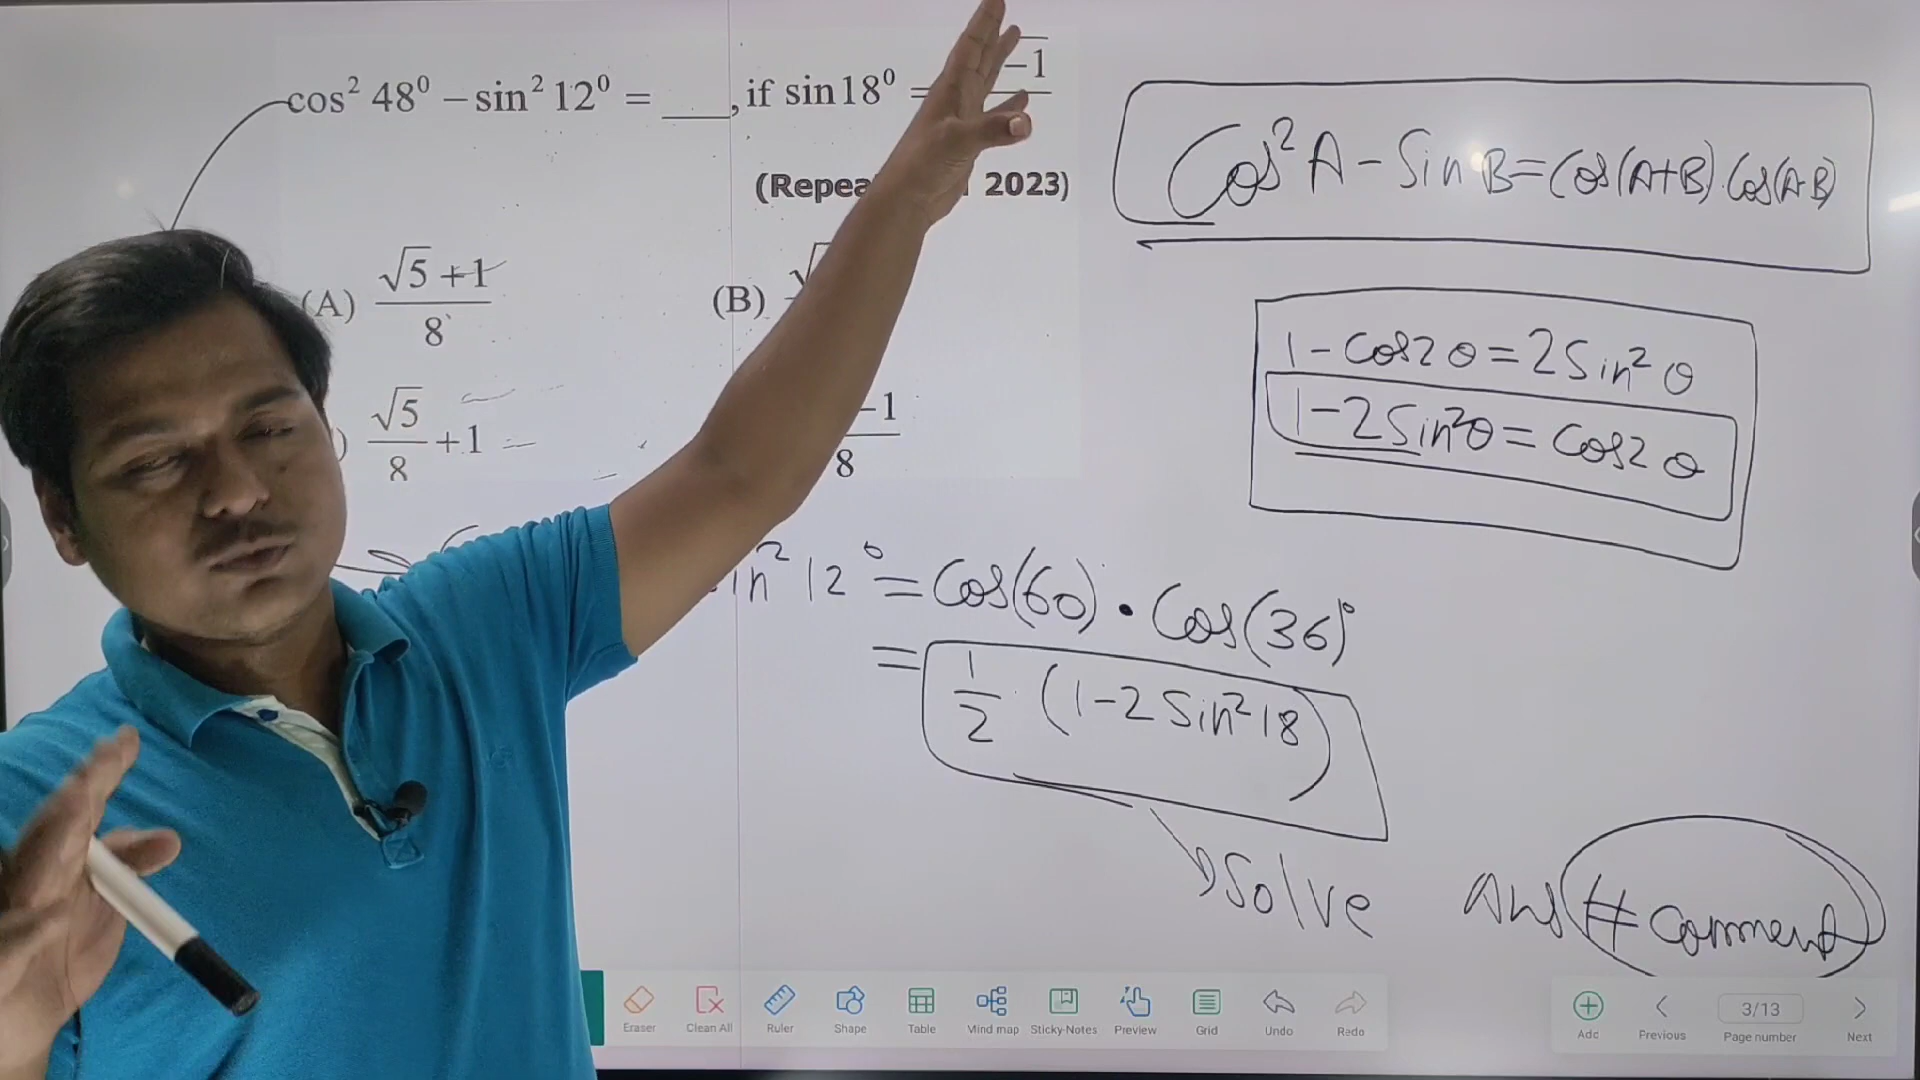 cos² 48⁰ − sin² 12⁰ = ____, if sin18⁰ = −1
2023)
(A) √5 +1 / 8
(B)
√5 / 8 +1
−1 / 8
Cos²A − Sin B = Cos(A+B). Cos(A-B)
1 − Cos2θ = 2Sin²θ
1 − 2Sin²θ = Cos2θ
in² 12° = Cos(60) · Cos(36)°
= 1/2 (1−2 Sin²18)
Solve
Ans # Comment
Eraser Clean All Ruler Shape Table Mind map Sticky Notes Preview Grid Undo Redo
3/13
Add Previous Page number Next